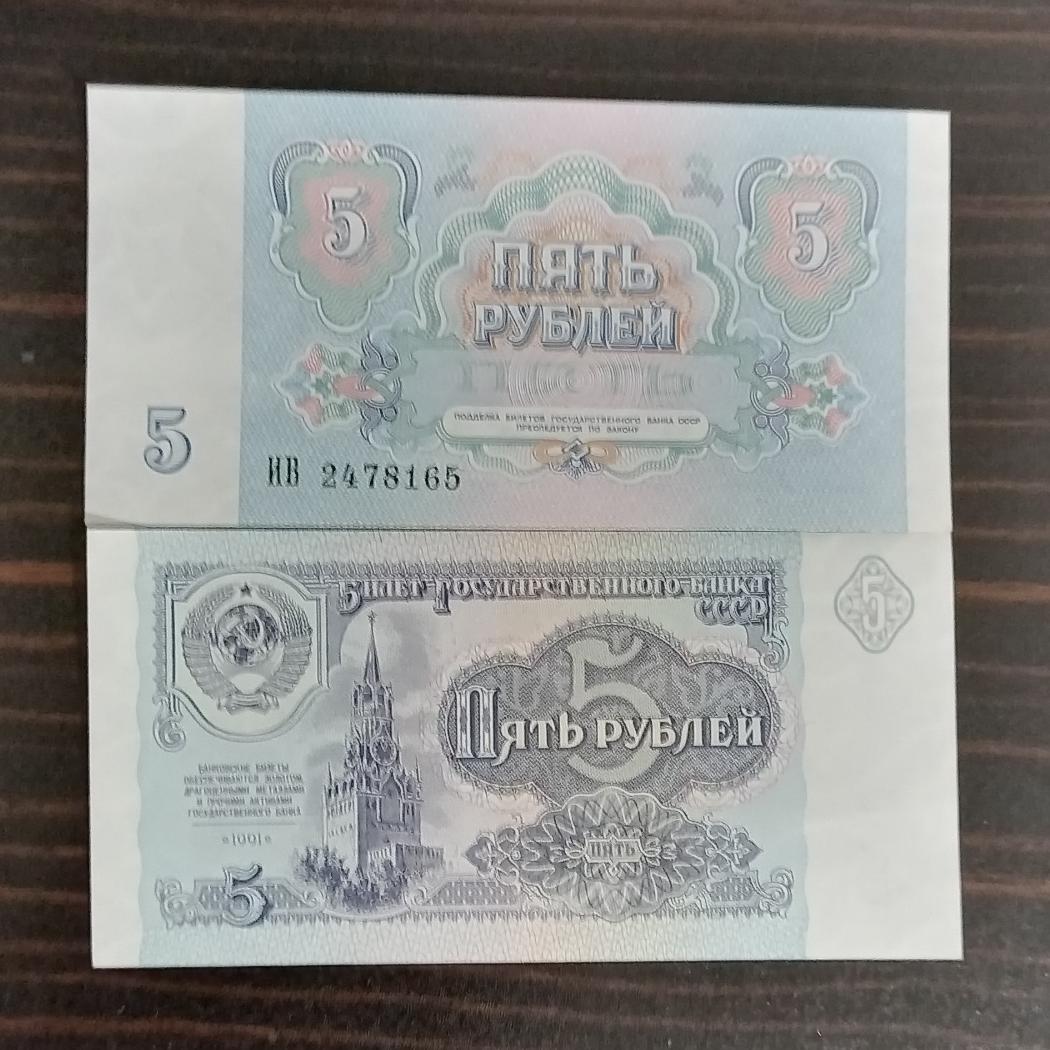 5
5
ПЯТЬ
РУБЛЕЙ
ПОДДЕЛКА БИЛЕТОВ ГОСУДАРСТВЕННОГО БАНКА СССР
ПРЕСЛЕДУЕТСЯ ПО ЗАКОНУ
5
ИВ 2478165
БИЛЕТ ГОСУДАРСТВЕННОГО БАНКА
СССР
5
5
ПЯТЬ РУБЛЕЙ
БАНКОВСКИЕ БИЛЕТЫ
ОБЕСПЕЧИВАЮТСЯ ЗОЛОТОМ,
ДРАГОЦЕННЫМИ МЕТАЛЛАМИ
И ПРОЧИМИ АКТИВАМИ
ГОСУДАРСТВЕННОГО БАНКА
1991
ПЯТЬ
5